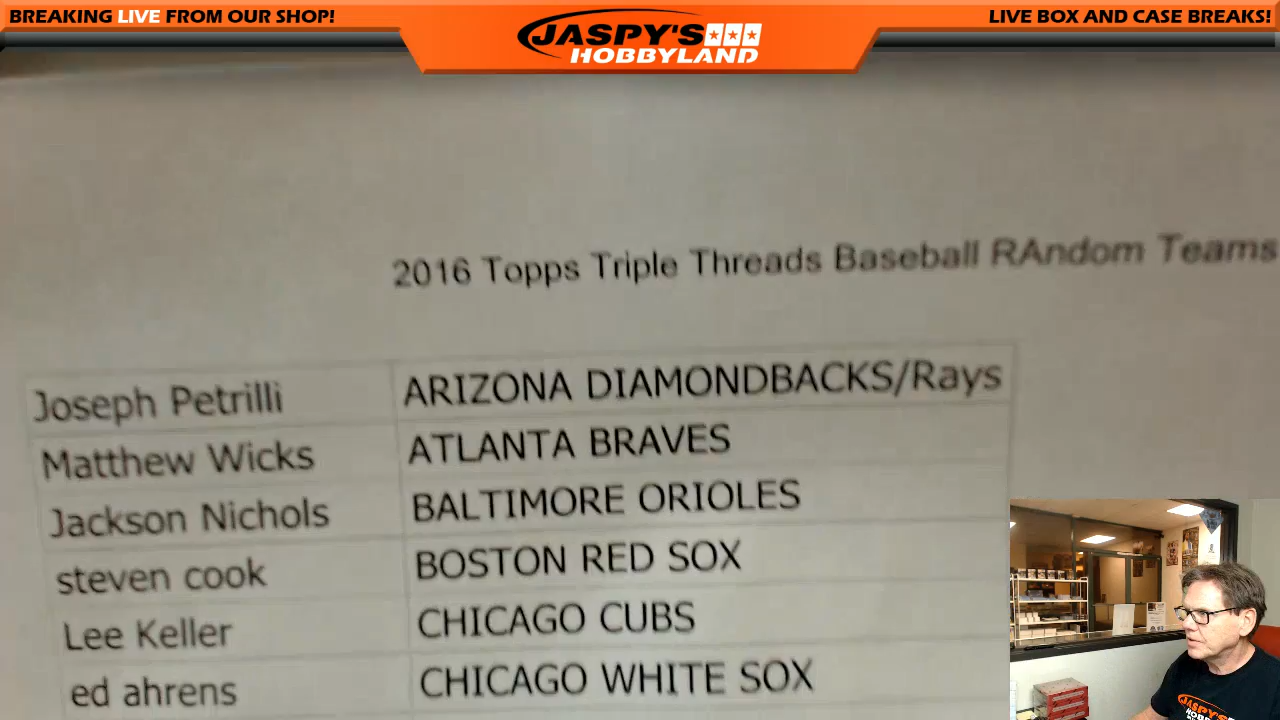 BREAKING LIVE FROM OUR SHOP!
JASPY'S
HOBBYLAND
LIVE BOX AND CASE BREAKS!
2016 Topps Triple Threads Baseball RAndom Teams
Joseph Petrilli ARIZONA DIAMONDBACKS/Rays
Matthew Wicks ATLANTA BRAVES
Jackson Nichols BALTIMORE ORIOLES
steven cook BOSTON RED SOX
Lee Keller CHICAGO CUBS
ed ahrens CHICAGO WHITE SOX
JASPY'S